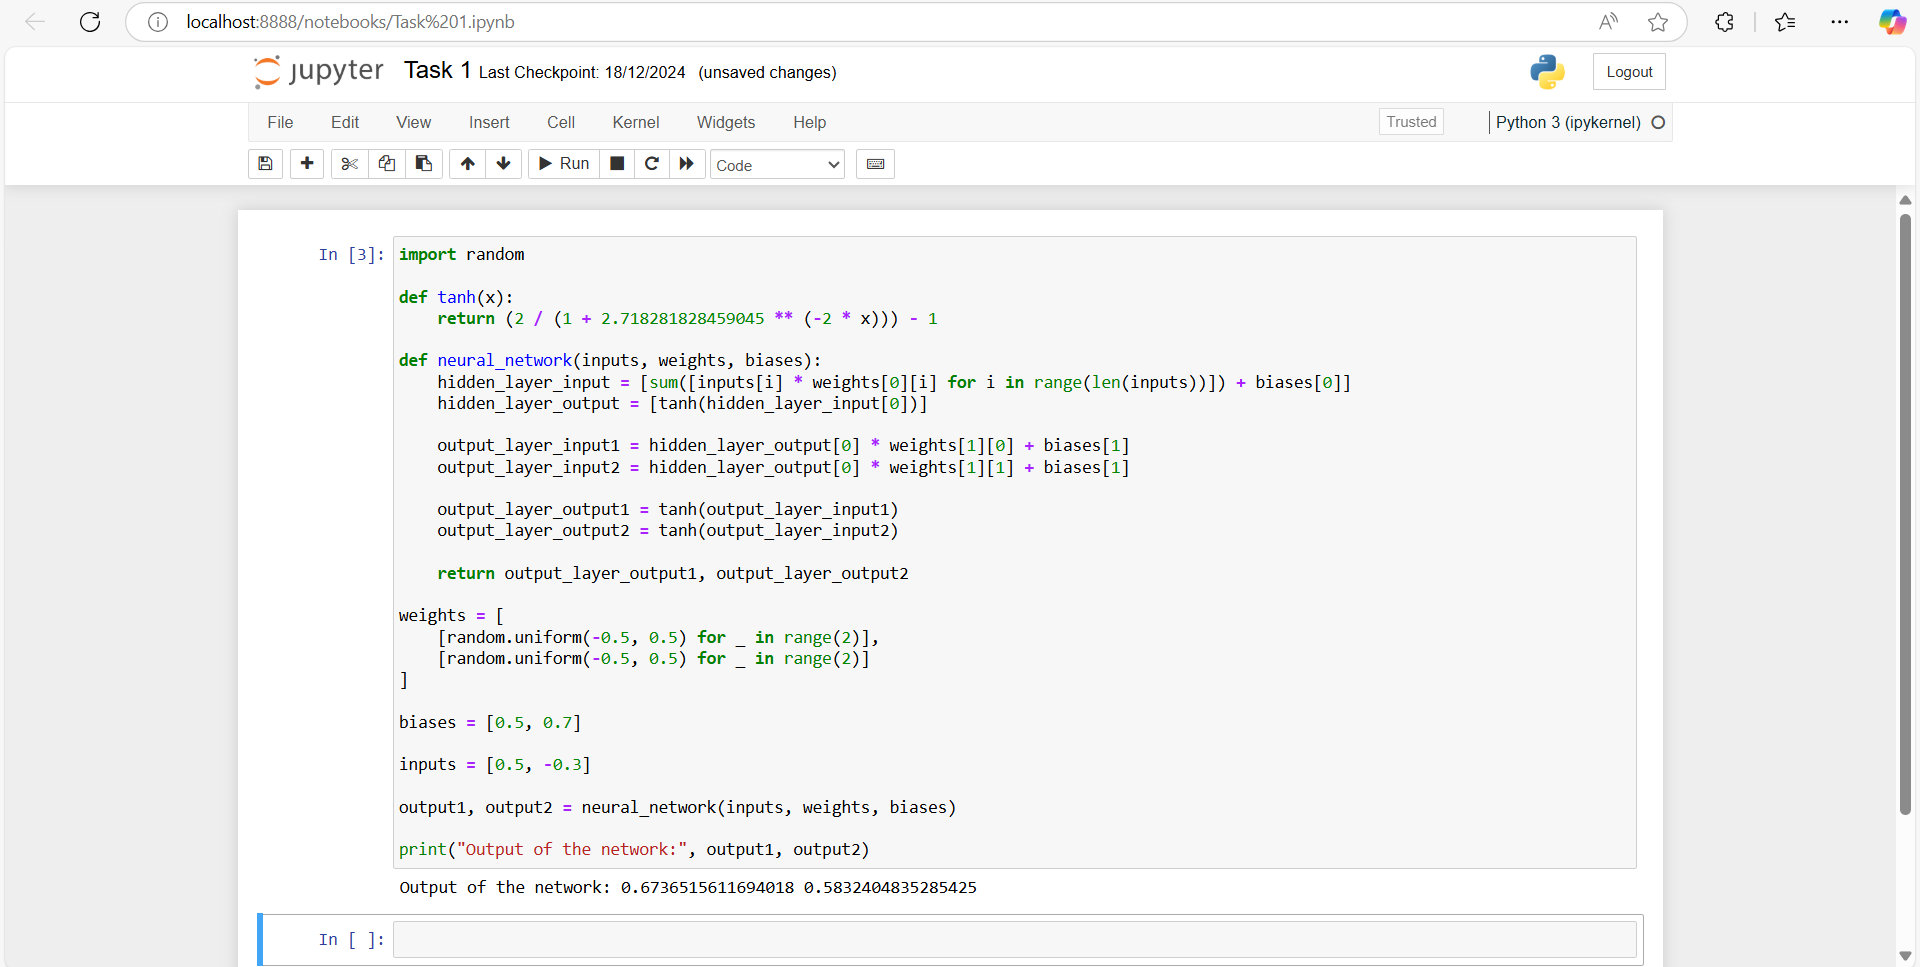 localhost:8888/notebooks/Task%201.ipynb
jupyter Task 1 Last Checkpoint: 18/12/2024 (unsaved changes)
Logout
File Edit View Insert Cell Kernel Widgets Help
Trusted
Python 3 (ipykernel)
Run
Code
In [3]:
import random

def tanh(x):
    return (2 / (1 + 2.718281828459045 ** (-2 * x))) - 1

def neural_network(inputs, weights, biases):
    hidden_layer_input = [sum([inputs[i] * weights[0][i] for i in range(len(inputs))]) + biases[0]]
    hidden_layer_output = [tanh(hidden_layer_input[0])]

    output_layer_input1 = hidden_layer_output[0] * weights[1][0] + biases[1]
    output_layer_input2 = hidden_layer_output[0] * weights[1][1] + biases[1]

    output_layer_output1 = tanh(output_layer_input1)
    output_layer_output2 = tanh(output_layer_input2)

    return output_layer_output1, output_layer_output2

weights = [
    [random.uniform(-0.5, 0.5) for _ in range(2)],
    [random.uniform(-0.5, 0.5) for _ in range(2)]
]

biases = [0.5, 0.7]

inputs = [0.5, -0.3]

output1, output2 = neural_network(inputs, weights, biases)

print("Output of the network:", output1, output2)
Output of the network: 0.6736515611694018 0.5832404835285425
In [ ]: